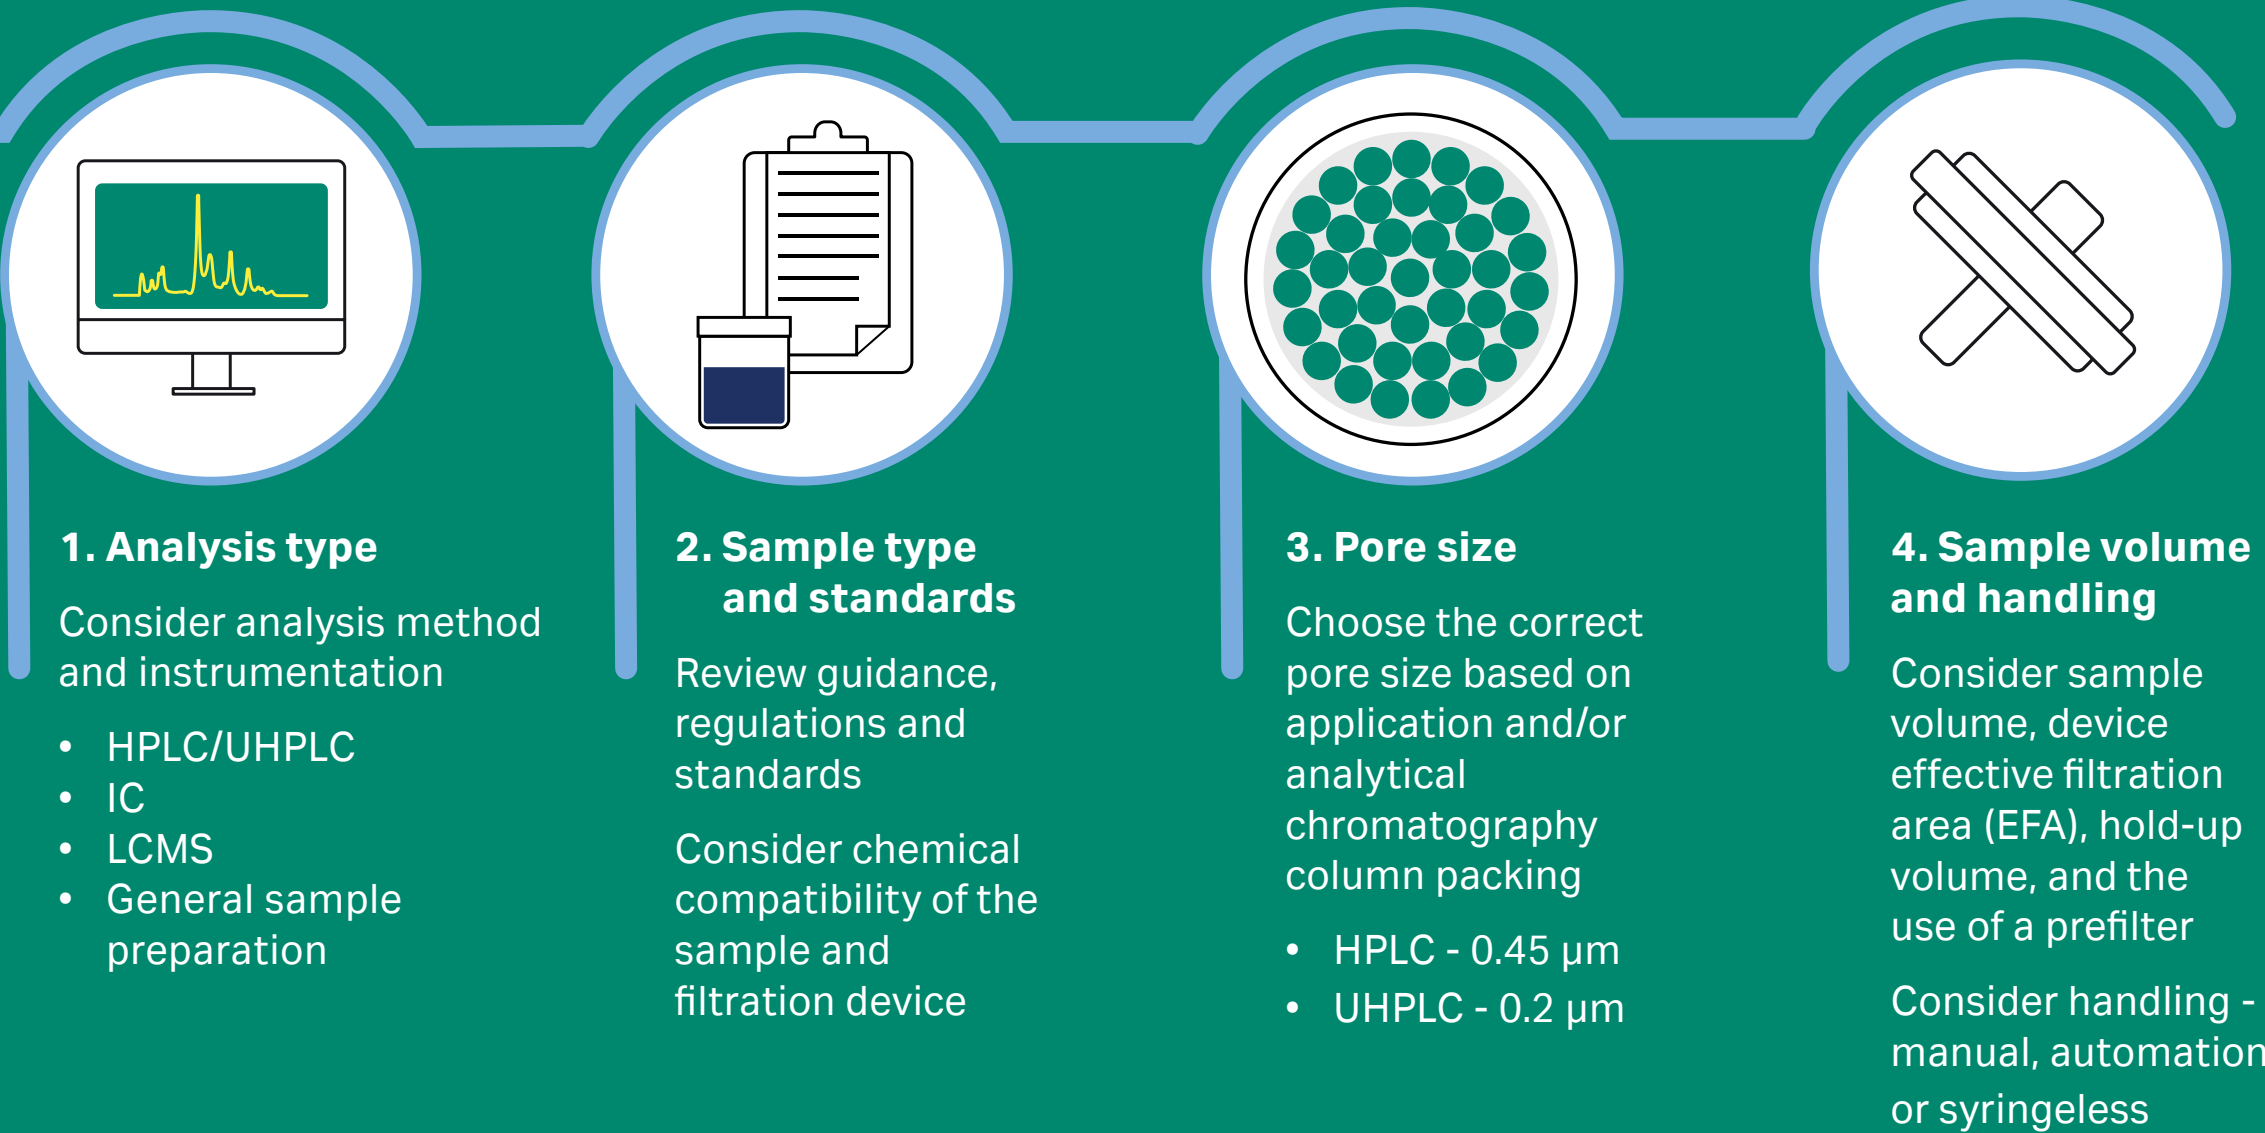 1. Analysis type
Consider analysis method
and instrumentation
• HPLC/UHPLC
• IC
• LCMS
• General sample
preparation
2. Sample type
and standards
Review guidance,
regulations and
standards
Consider chemical
compatibility of the
sample and
filtration device
3. Pore size
Choose the correct
pore size based on
application and/or
analytical
chromatography
column packing
• HPLC - 0.45 µm
• UHPLC - 0.2 µm
4. Sample volume
and handling
Consider sample
volume, device
effective filtration
area (EFA), hold-up
volume, and the
use of a prefilter
Consider handling -
manual, automation
or syringeless